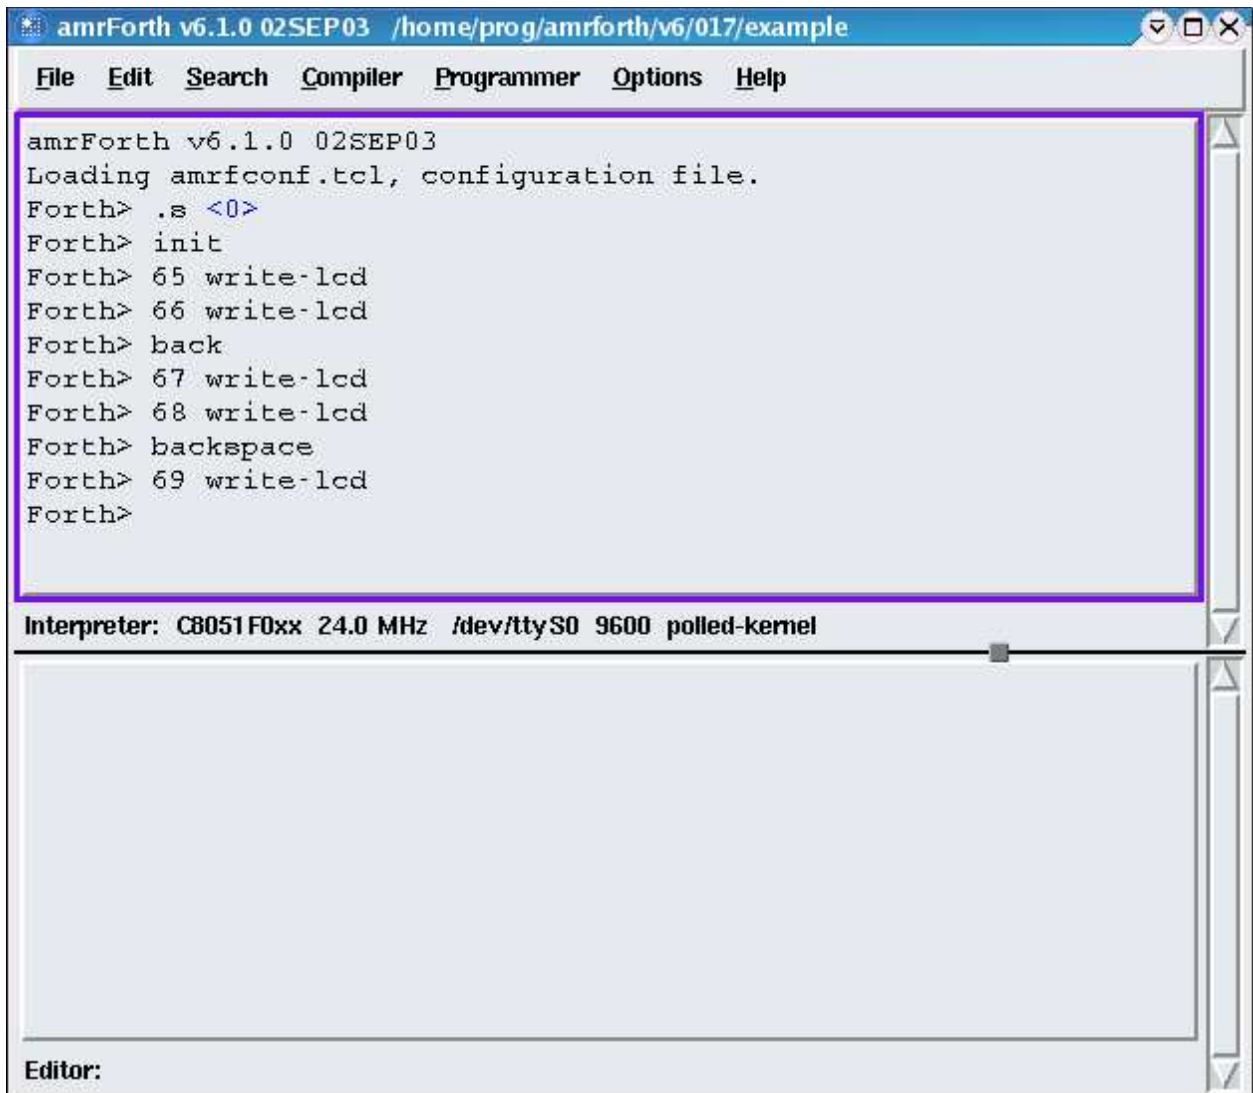 amrForth v6.1.0 02SEP03 /home/prog/amrforth/v6/017/example
File Edit Search Compiler Programmer Options Help
amrForth v6.1.0 02SEP03
Loading amrfconf.tcl, configuration file.
Forth> .s <0>
Forth> init
Forth> 65 write-lcd
Forth> 66 write-lcd
Forth> back
Forth> 67 write-lcd
Forth> 68 write-lcd
Forth> backspace
Forth> 69 write-lcd
Forth>
Interpreter: C8051F0xx 24.0 MHz /dev/ttyS0 9600 polled-kernel
Editor: